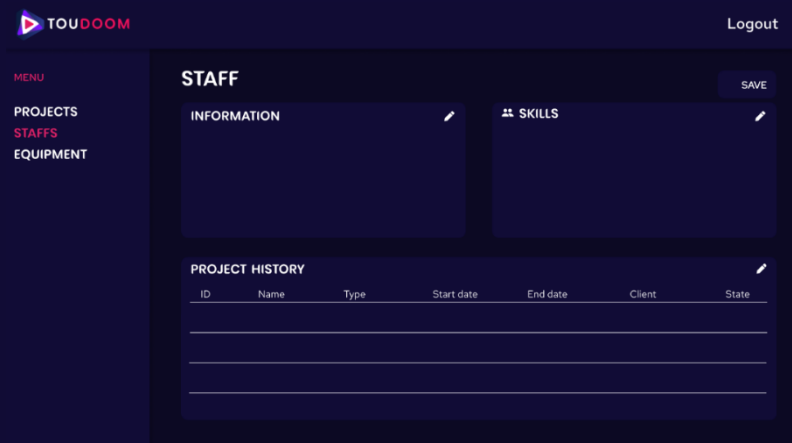 TOUDOOM
Logout
MENU
PROJECTS
STAFFS
EQUIPMENT
STAFF
SAVE
INFORMATION
SKILLS
PROJECT HISTORY
ID Name Type Start date End date Client State